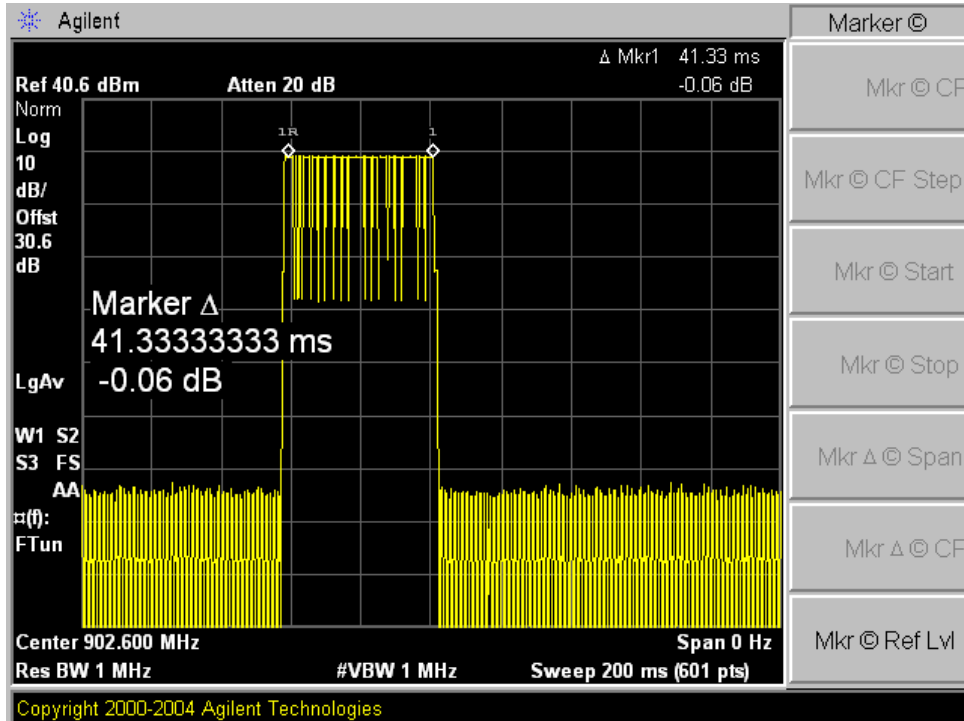 Agilent
Marker ©
Δ Mkr1 41.33 ms
Ref 40.6 dBm Atten 20 dB -0.06 dB
Norm
Log
10
dB/
Offst
30.6
dB
1R 1
Marker Δ
41.33333333 ms
-0.06 dB
LgAv
W1 S2
S3 FS
AA
¤(f):
FTun
Center 902.600 MHz Span 0 Hz
Res BW 1 MHz #VBW 1 MHz Sweep 200 ms (601 pts)
Copyright 2000-2004 Agilent Technologies
Mkr © CF
Mkr © CF Step
Mkr © Start
Mkr © Stop
Mkr Δ © Span
Mkr Δ © CF
Mkr © Ref Lvl